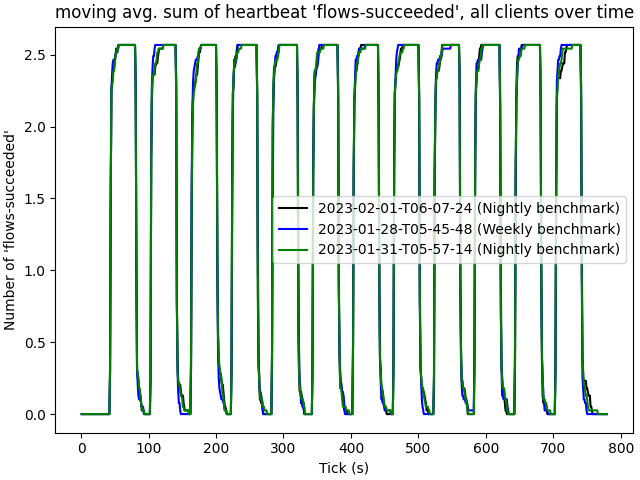 moving avg. sum of heartbeat 'flows-succeeded', all clients over time
Number of 'flows-succeeded'
2.5
2.0
1.5
1.0
0.5
0.0
2023-02-01-T06-07-24 (Nightly benchmark)
2023-01-28-T05-45-48 (Weekly benchmark)
2023-01-31-T05-57-14 (Nightly benchmark)
0 100 200 300 400 500 600 700 800
Tick (s)